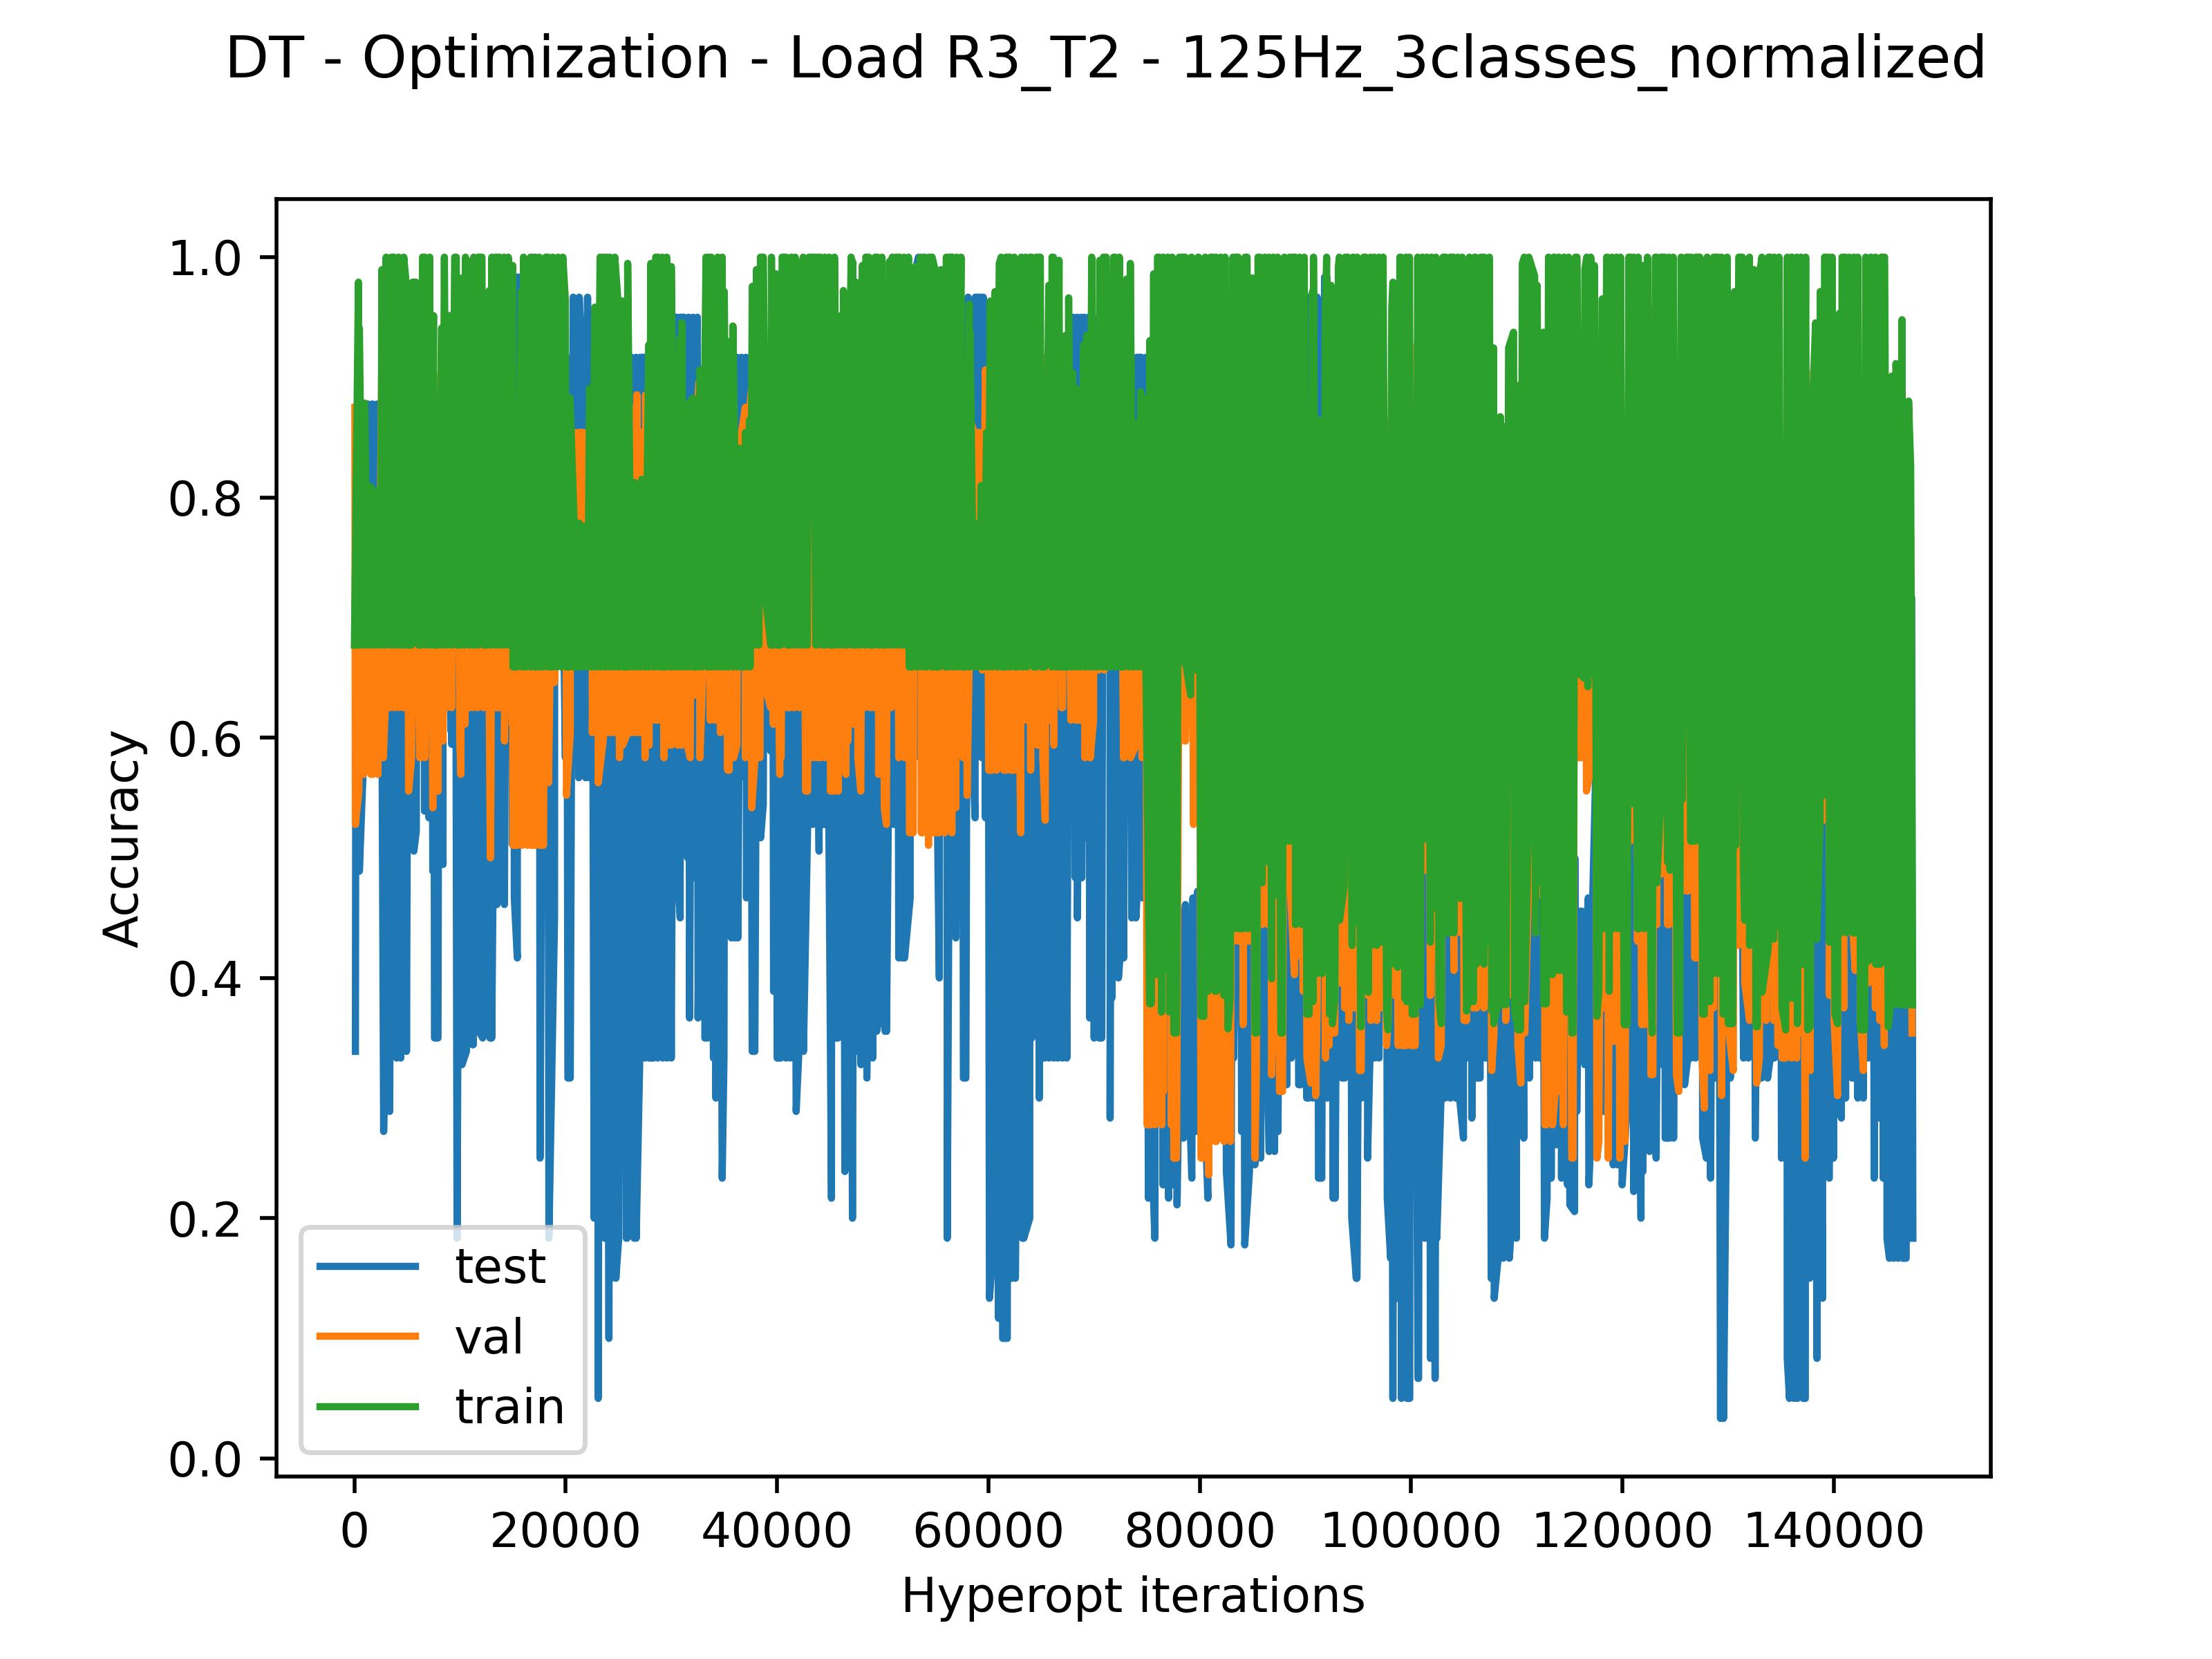 DT - Optimization - Load R3_T2 - 125Hz_3classes_normalized
1.0
0.8
0.6
0.4
0.2
0.0
Accuracy
test
val
train
0 20000 40000 60000 80000 100000 120000 140000
Hyperopt iterations